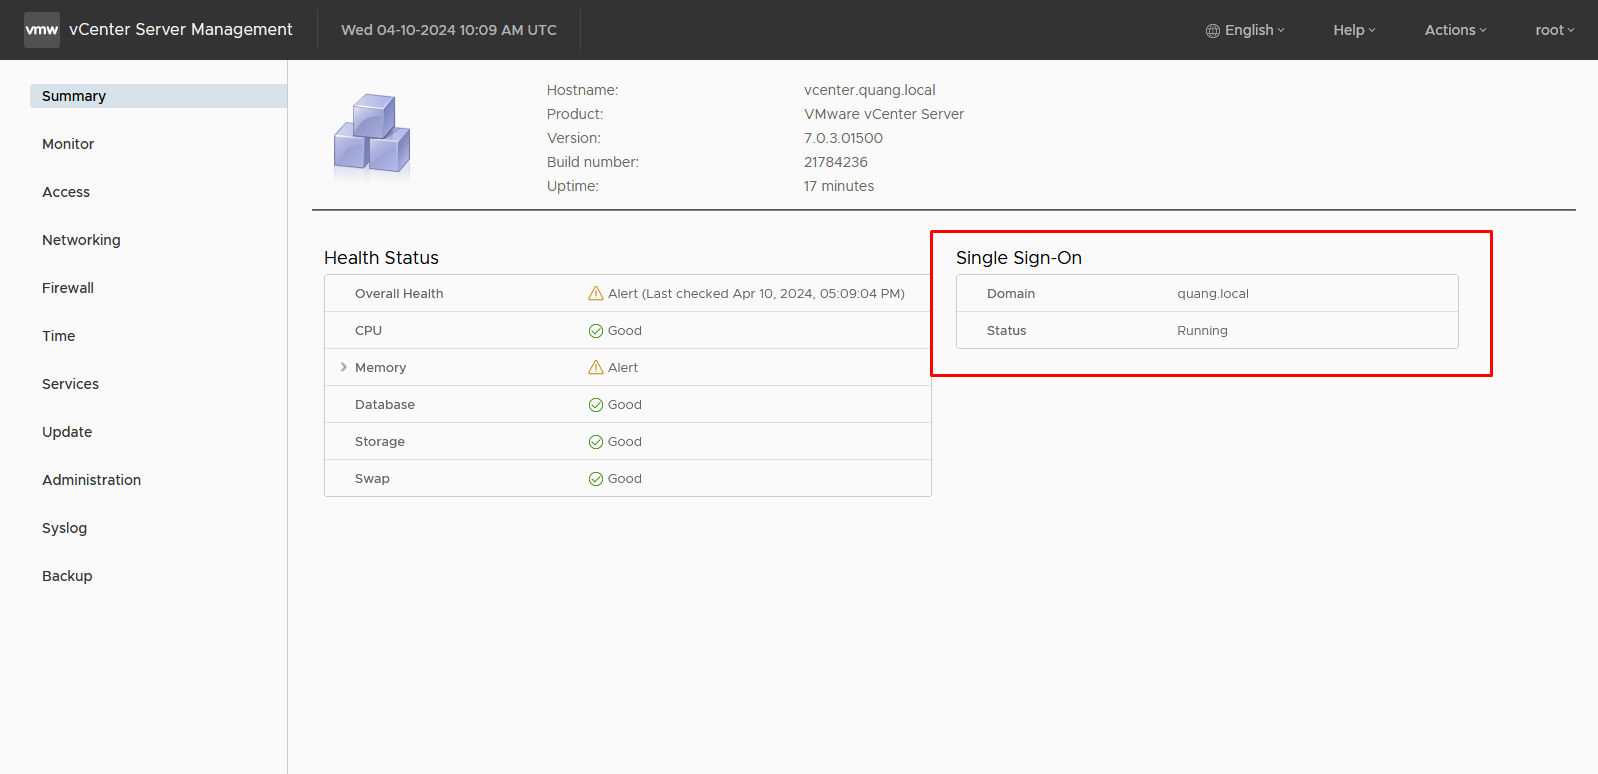 vmw vCenter Server Management Wed 04-10-2024 10:09 AM UTC English Help Actions root
Summary
Monitor
Access
Networking
Firewall
Time
Services
Update
Administration
Syslog
Backup
Hostname: vcenter.quang.local
Product: VMware vCenter Server
Version: 7.0.3.01500
Build number: 21784236
Uptime: 17 minutes
Health Status
Overall Health Alert (Last checked Apr 10, 2024, 05:09:04 PM)
CPU Good
Memory Alert
Database Good
Storage Good
Swap Good
Single Sign-On
Domain quang.local
Status Running